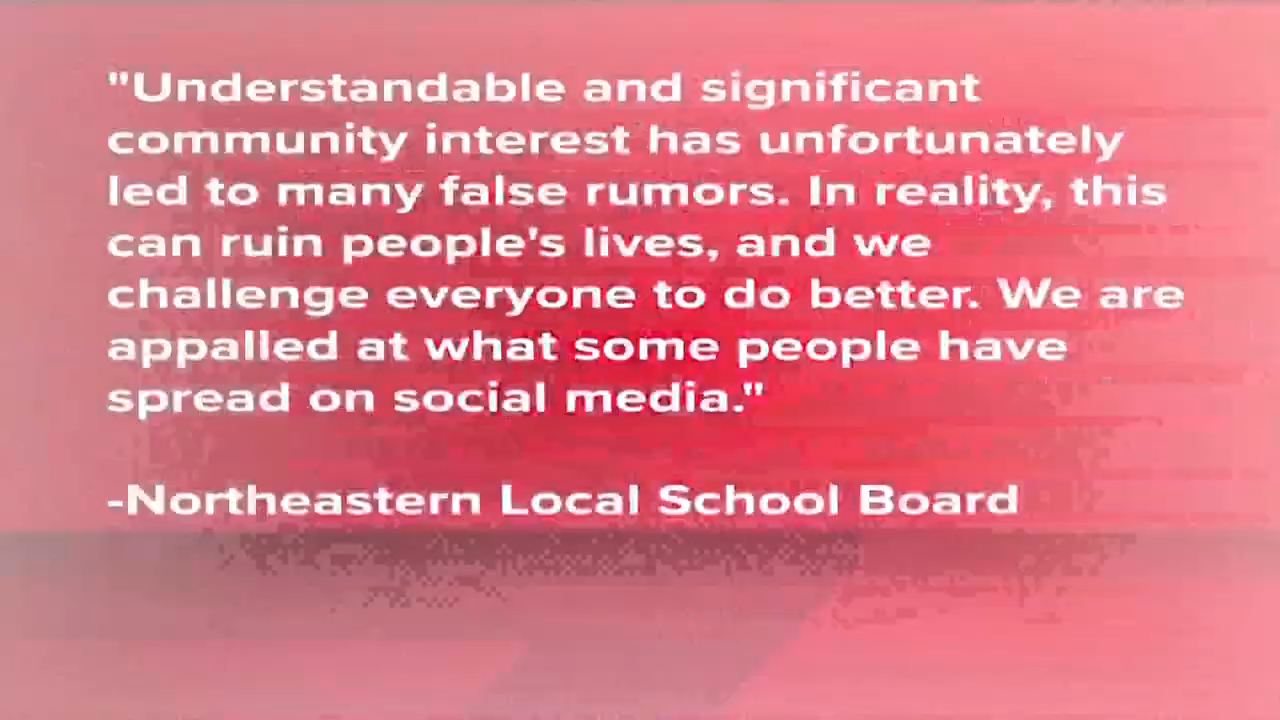 "Understandable and significant
community interest has unfortunately
led to many false rumors. In reality, this
can ruin people's lives, and we
challenge everyone to do better. We are
appalled at what some people have
spread on social media."
-Northeastern Local School Board